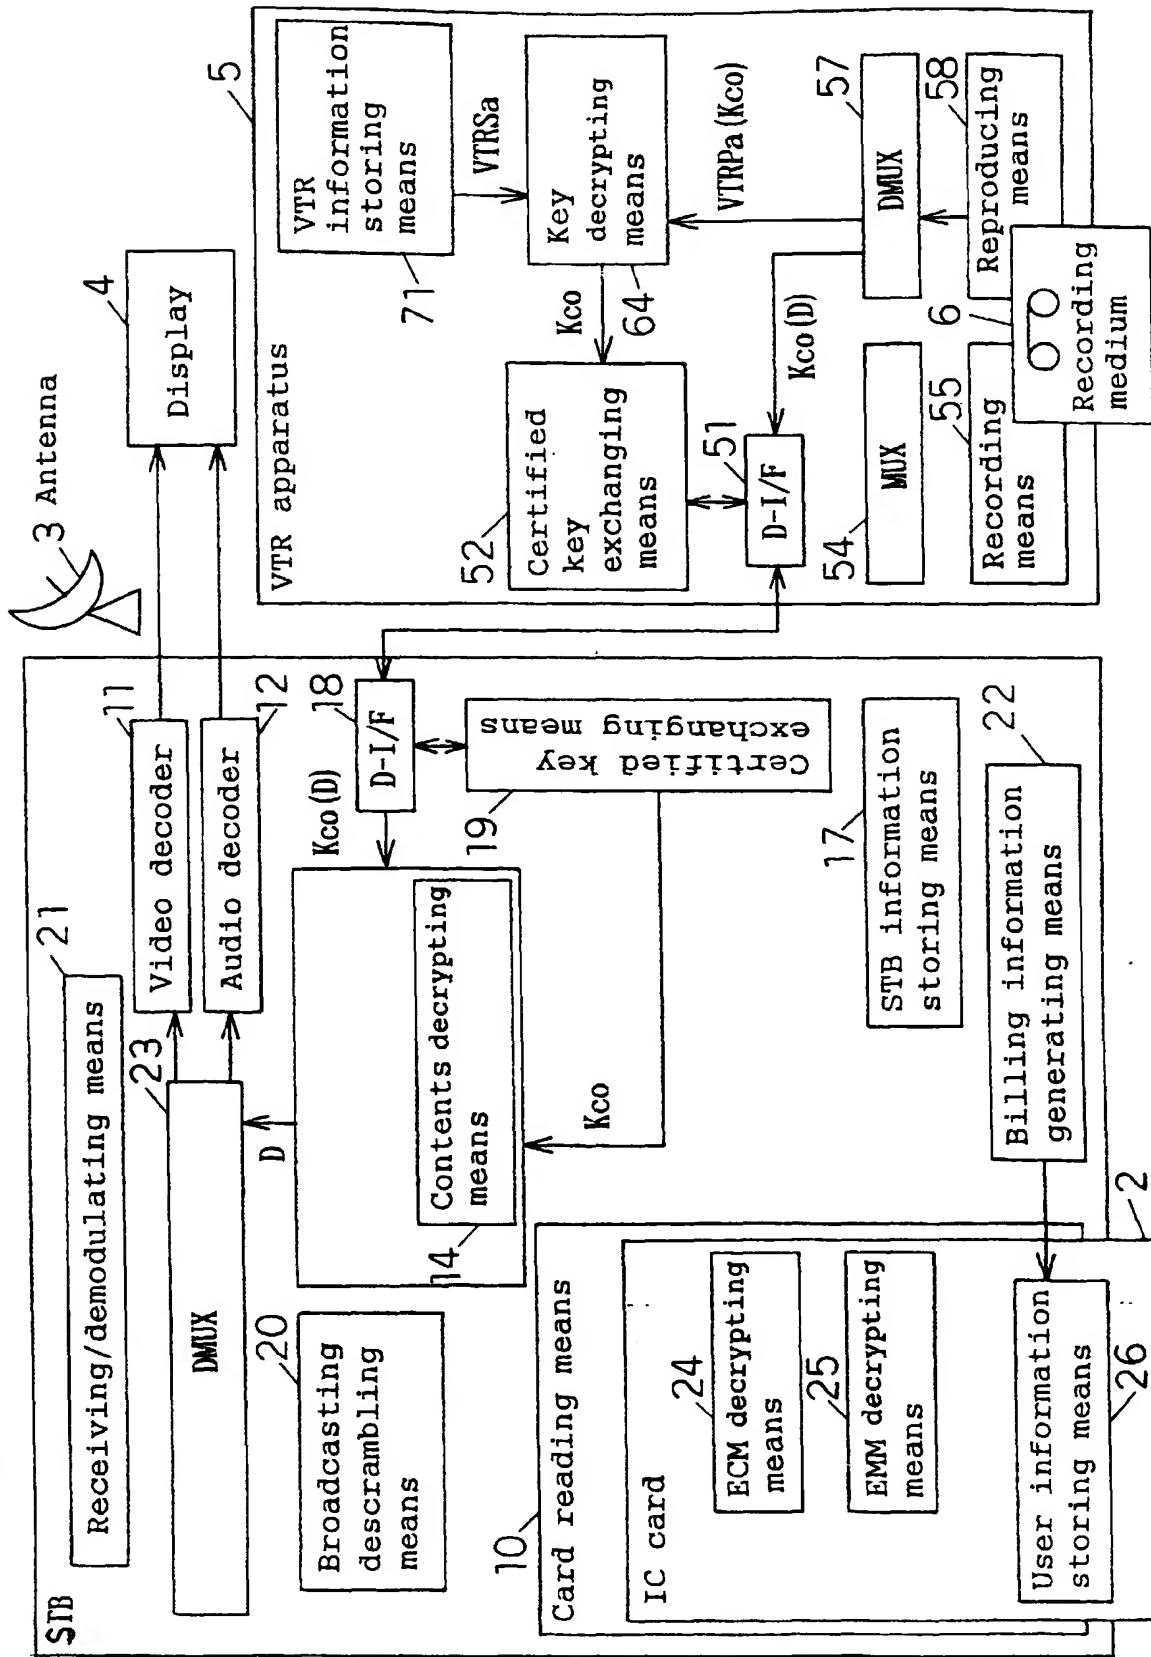 STB
Receiving/demodulating means
21
DMUX
23
Video decoder
11
Audio decoder
12
3
Antenna
Display
4
D
Broadcasting
descrambling
means
20
Contents decrypting
means
14
Kco(D)
D-I/F
18
Certified key
exchanging means
19
Kco
STB information
storing means
17
Billing information
generating means
22
Card reading means
10
IC card
2
ECM decrypting
means
24
EMM decrypting
means
25
User information
storing means
26
VTR apparatus
5
VTR
information
storing
means
71
VTRSa
Key
decrypting
means
64
Kco
Certified
key
exchanging
means
52
D-I/F
51
Kco(D)
VTRPa(Kco)
MUX
54
DMUX
57
Recording
means
55
Reproducing
means
58
6
Recording
medium